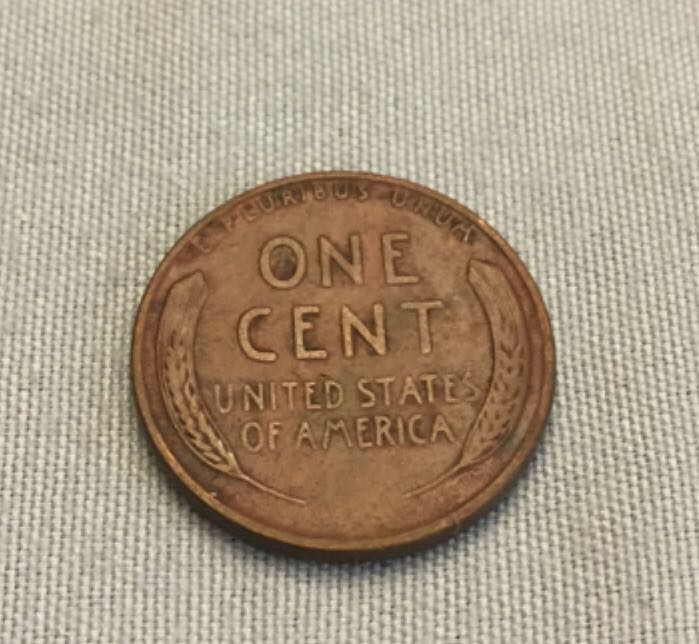 E PLURIBUS UNUM
ONE
CENT
UNITED STATES
OF AMERICA